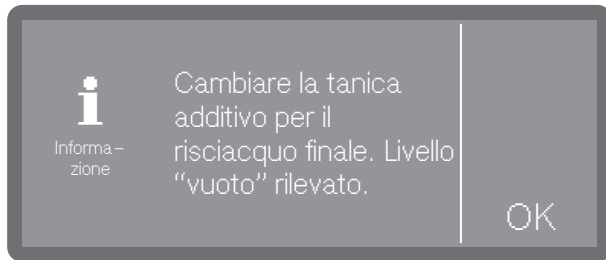 i
Informa–
zione
Cambiare la tanica
additivo per il
risciacquo finale. Livello
“vuoto” rilevato.
OK